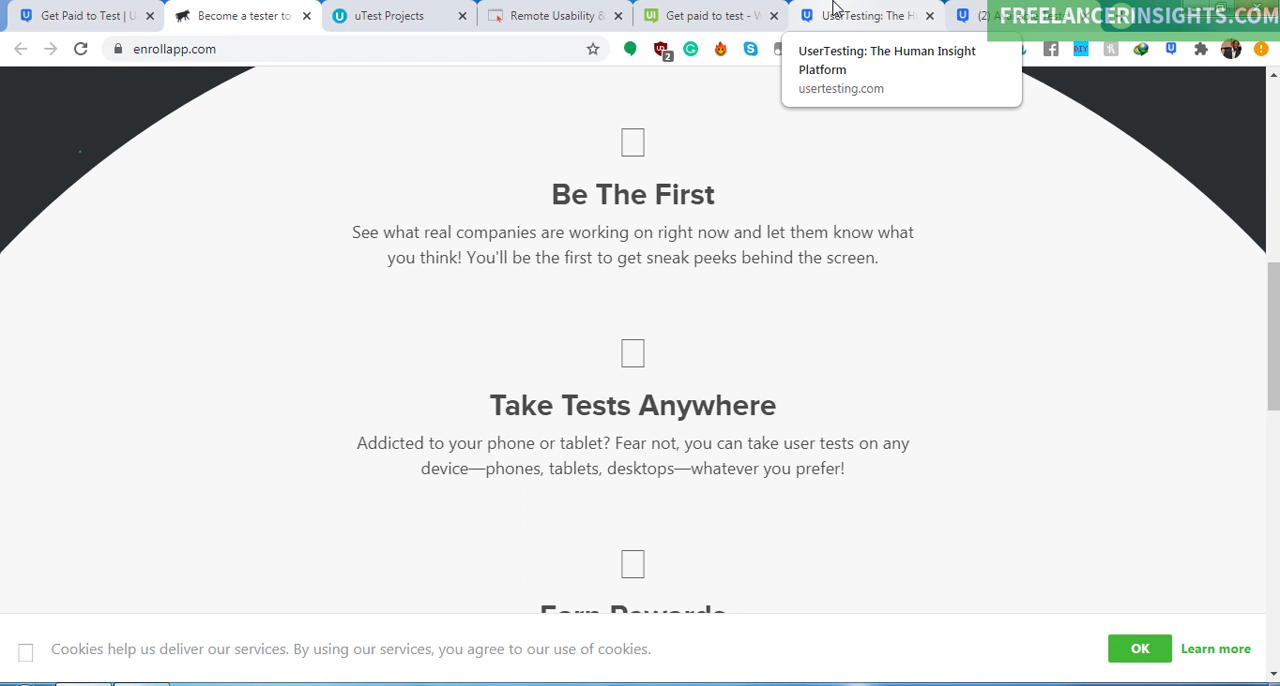 Get Paid to Test | U
Become a tester to
uTest Projects
Remote Usability &
Get paid to test - W
UserTesting: The H
(2)
FREELANCERINSIGHTS.COM
enrollapp.com
2
DIY
UserTesting: The Human Insight
Platform
usertesting.com
Be The First
See what real companies are working on right now and let them know what
you think! You'll be the first to get sneak peeks behind the screen.
Take Tests Anywhere
Addicted to your phone or tablet? Fear not, you can take user tests on any
device—phones, tablets, desktops—whatever you prefer!
Earn Rewards
Cookies help us deliver our services. By using our services, you agree to our use of cookies.
OK
Learn more